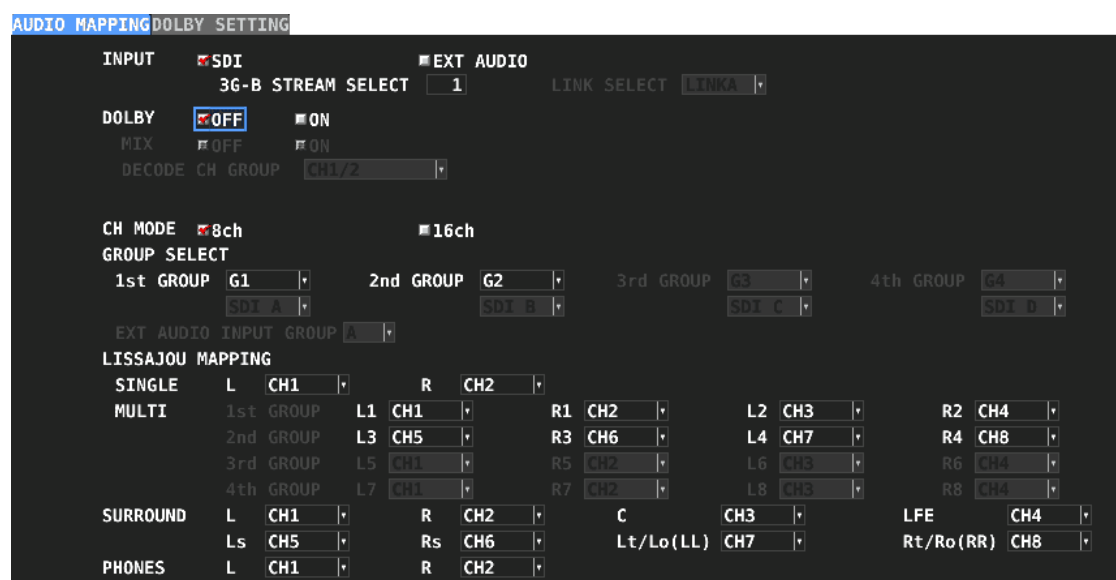 AUDIO MAPPING DOLBY SETTING
INPUT SDI EXT AUDIO
3G-B STREAM SELECT 1 LINK SELECT LINKA
DOLBY OFF ON
MIX OFF ON
DECODE CH GROUP CH1/2
CH MODE 8ch 16ch
GROUP SELECT
1st GROUP G1 2nd GROUP G2 3rd GROUP G3 4th GROUP G4
SDI A SDI B SDI C SDI D
EXT AUDIO INPUT GROUP A
LISSAJOU MAPPING
SINGLE L CH1 R CH2
MULTI 1st GROUP L1 CH1 R1 CH2 L2 CH3 R2 CH4
2nd GROUP L3 CH5 R3 CH6 L4 CH7 R4 CH8
3rd GROUP L5 CH1 R5 CH2 L6 CH3 R6 CH4
4th GROUP L7 CH1 R7 CH2 L8 CH3 R8 CH4
SURROUND L CH1 R CH2 C CH3 LFE CH4
Ls CH5 Rs CH6 Lt/Lo(LL) CH7 Rt/Ro(RR) CH8
PHONES L CH1 R CH2